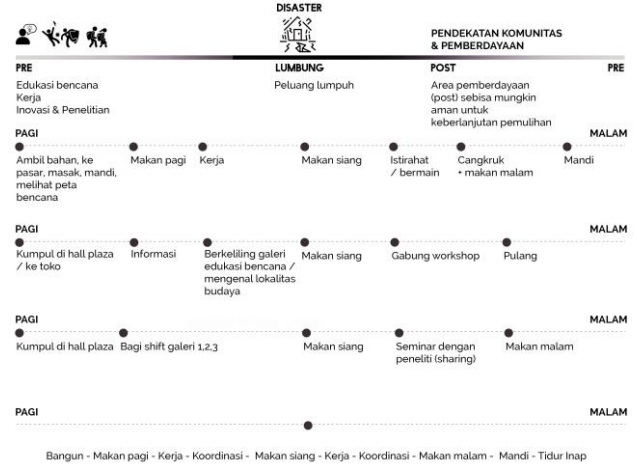 DISASTER
PENDEKATAN KOMUNITAS
& PEMBERDAYAAN
PRE LUMBUNG POST PRE
Edukasi bencana
Kerja
Inovasi & Penelitian
Peluang lumpuh
Area pemberdayaan
(post) sebisa mungkin
aman untuk
keberlanjutan pemulihan
PAGI MALAM
Ambil bahan, ke
pasar, masak, mandi,
melihat peta
bencana
Makan pagi
Kerja
Makan siang
Istirahat
/ bermain
Cangkruk
+ makan malam
Mandi
PAGI MALAM
Kumpul di hall plaza
/ ke toko
Informasi
Berkeliling galeri
edukasi bencana /
mengenal lokalitas
budaya
Makan siang
Gabung workshop
Pulang
PAGI MALAM
Kumpul di hall plaza
Bagi shift galeri 1,2,3
Makan siang
Seminar dengan
peneliti (sharing)
Makan malam
PAGI MALAM
Bangun - Makan pagi - Kerja - Koordinasi - Makan siang - Kerja - Koordinasi - Makan malam - Mandi - Tidur Inap